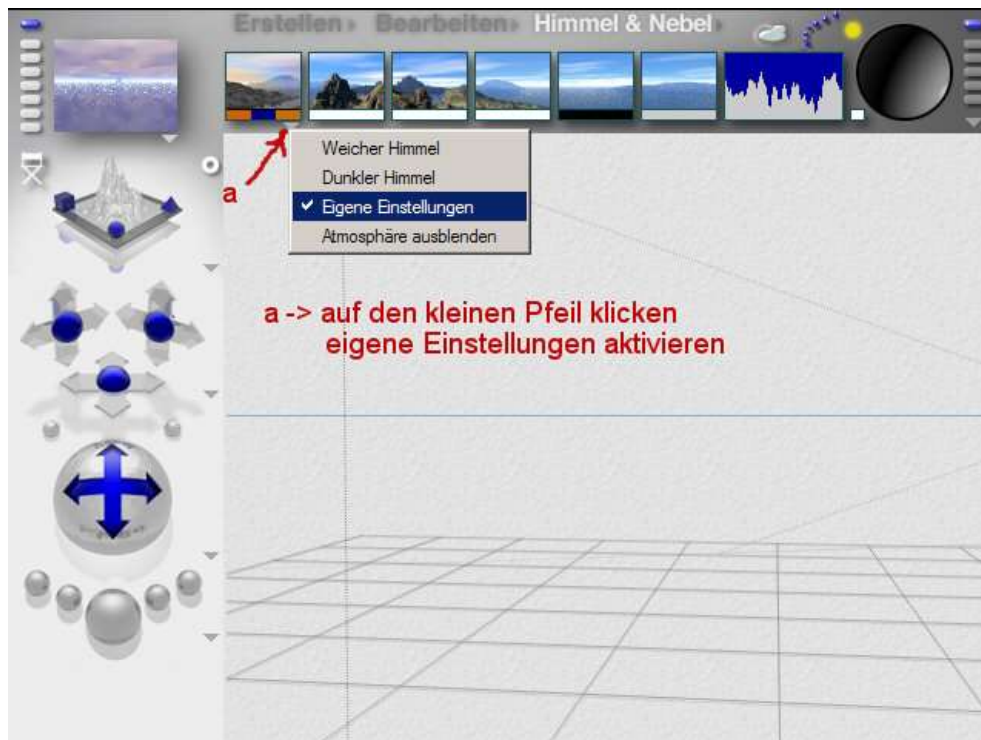 Erstellen Bearbeiten Himmel & Nebel
Weicher Himmel
Dunkler Himmel
Eigene Einstellungen
Atmosphäre ausblenden
a
a -> auf den kleinen Pfeil klicken
eigene Einstellungen aktivieren